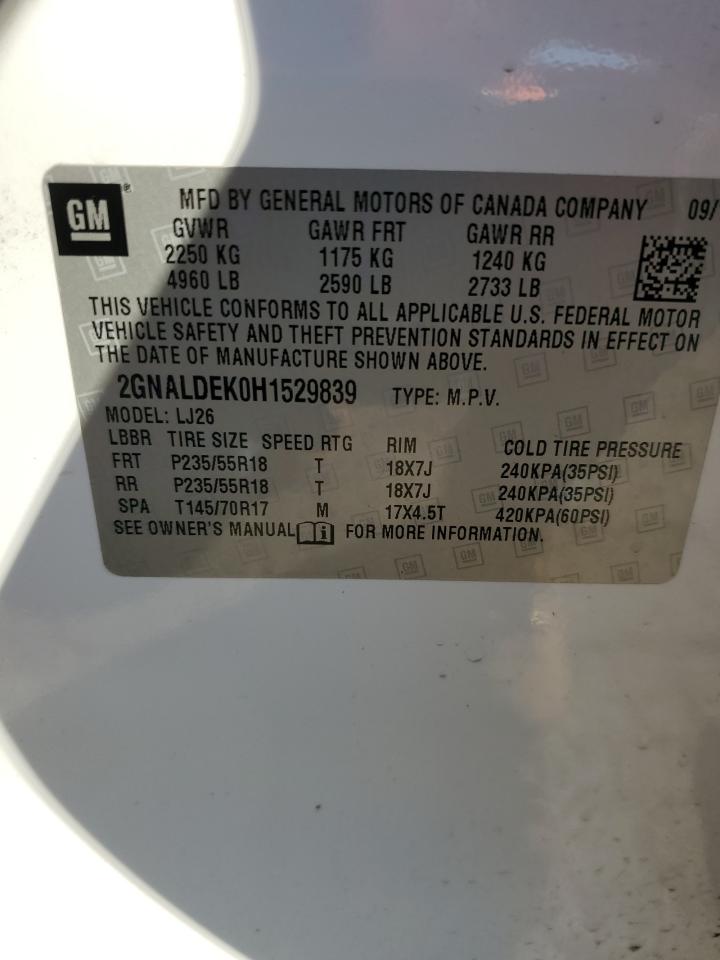 GM® MFD BY GENERAL MOTORS OF CANADA COMPANY 09/
GVWR GAWR FRT GAWR RR
2250 KG 1175 KG 1240 KG
4960 LB 2590 LB 2733 LB
THIS VEHICLE CONFORMS TO ALL APPLICABLE U.S. FEDERAL MOTOR
VEHICLE SAFETY AND THEFT PREVENTION STANDARDS IN EFFECT ON
THE DATE OF MANUFACTURE SHOWN ABOVE.
2GNALDEK0H1529839 TYPE: M.P.V.
MODEL: LJ26
LBBR TIRE SIZE SPEED RTG RIM COLD TIRE PRESSURE
FRT P235/55R18 T 18X7J 240KPA(35PSI)
RR P235/55R18 T 18X7J 240KPA(35PSI)
SPA T145/70R17 M 17X4.5T 420KPA(60PSI)
SEE OWNER'S MANUAL FOR MORE INFORMATION.